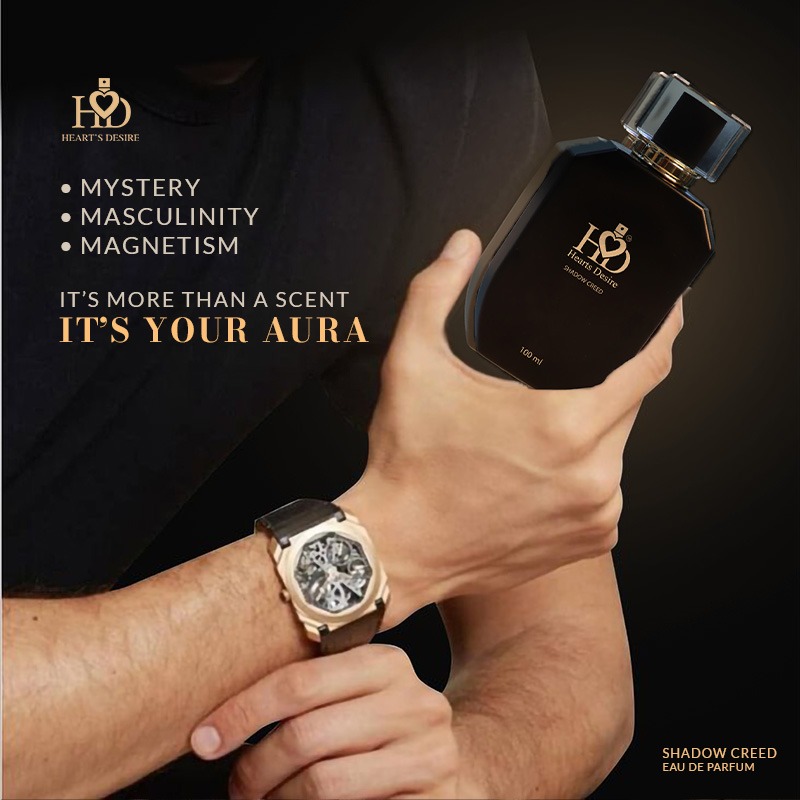 HD
HEART'S DESIRE
• MYSTERY
• MASCULINITY
• MAGNETISM
IT'S MORE THAN A SCENT
IT'S YOUR AURA
HD
Hearts Desire
SHADOW CREED
100 ml
SHADOW CREED
EAU DE PARFUM